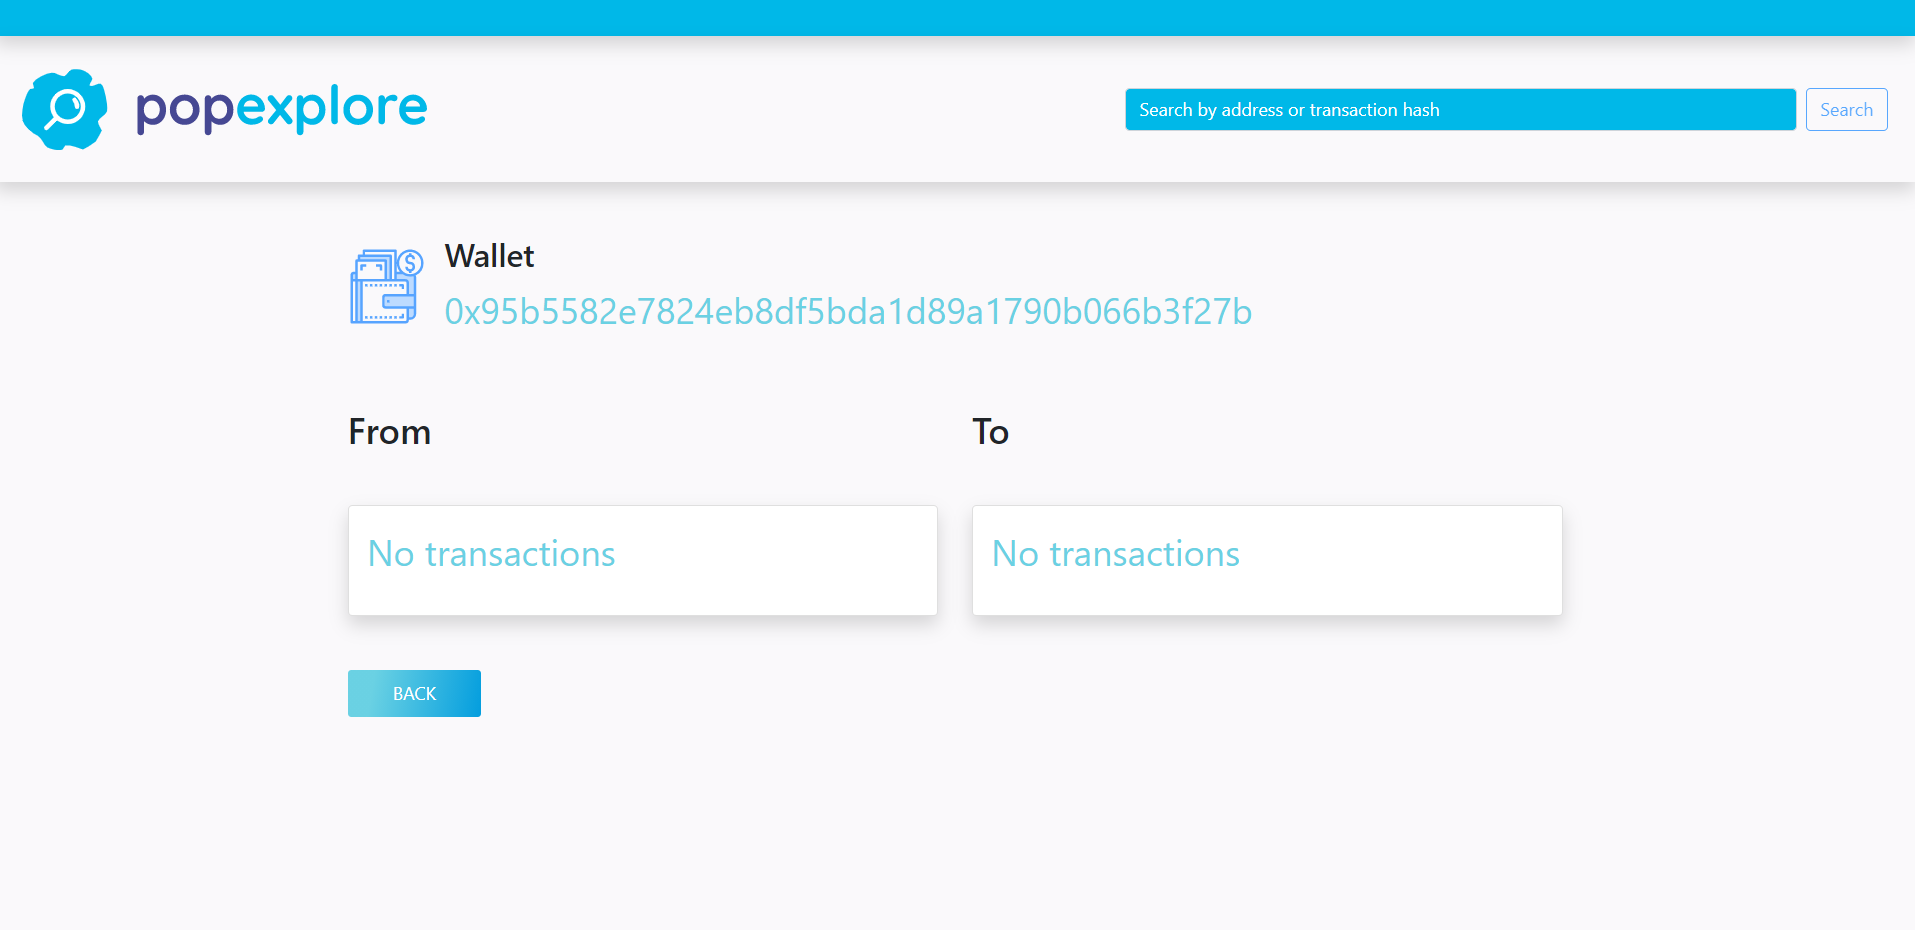 popexplore
Search by address or transaction hash
Search
Wallet
0x95b5582e7824eb8df5bda1d89a1790b066b3f27b
From
To
No transactions
No transactions
BACK